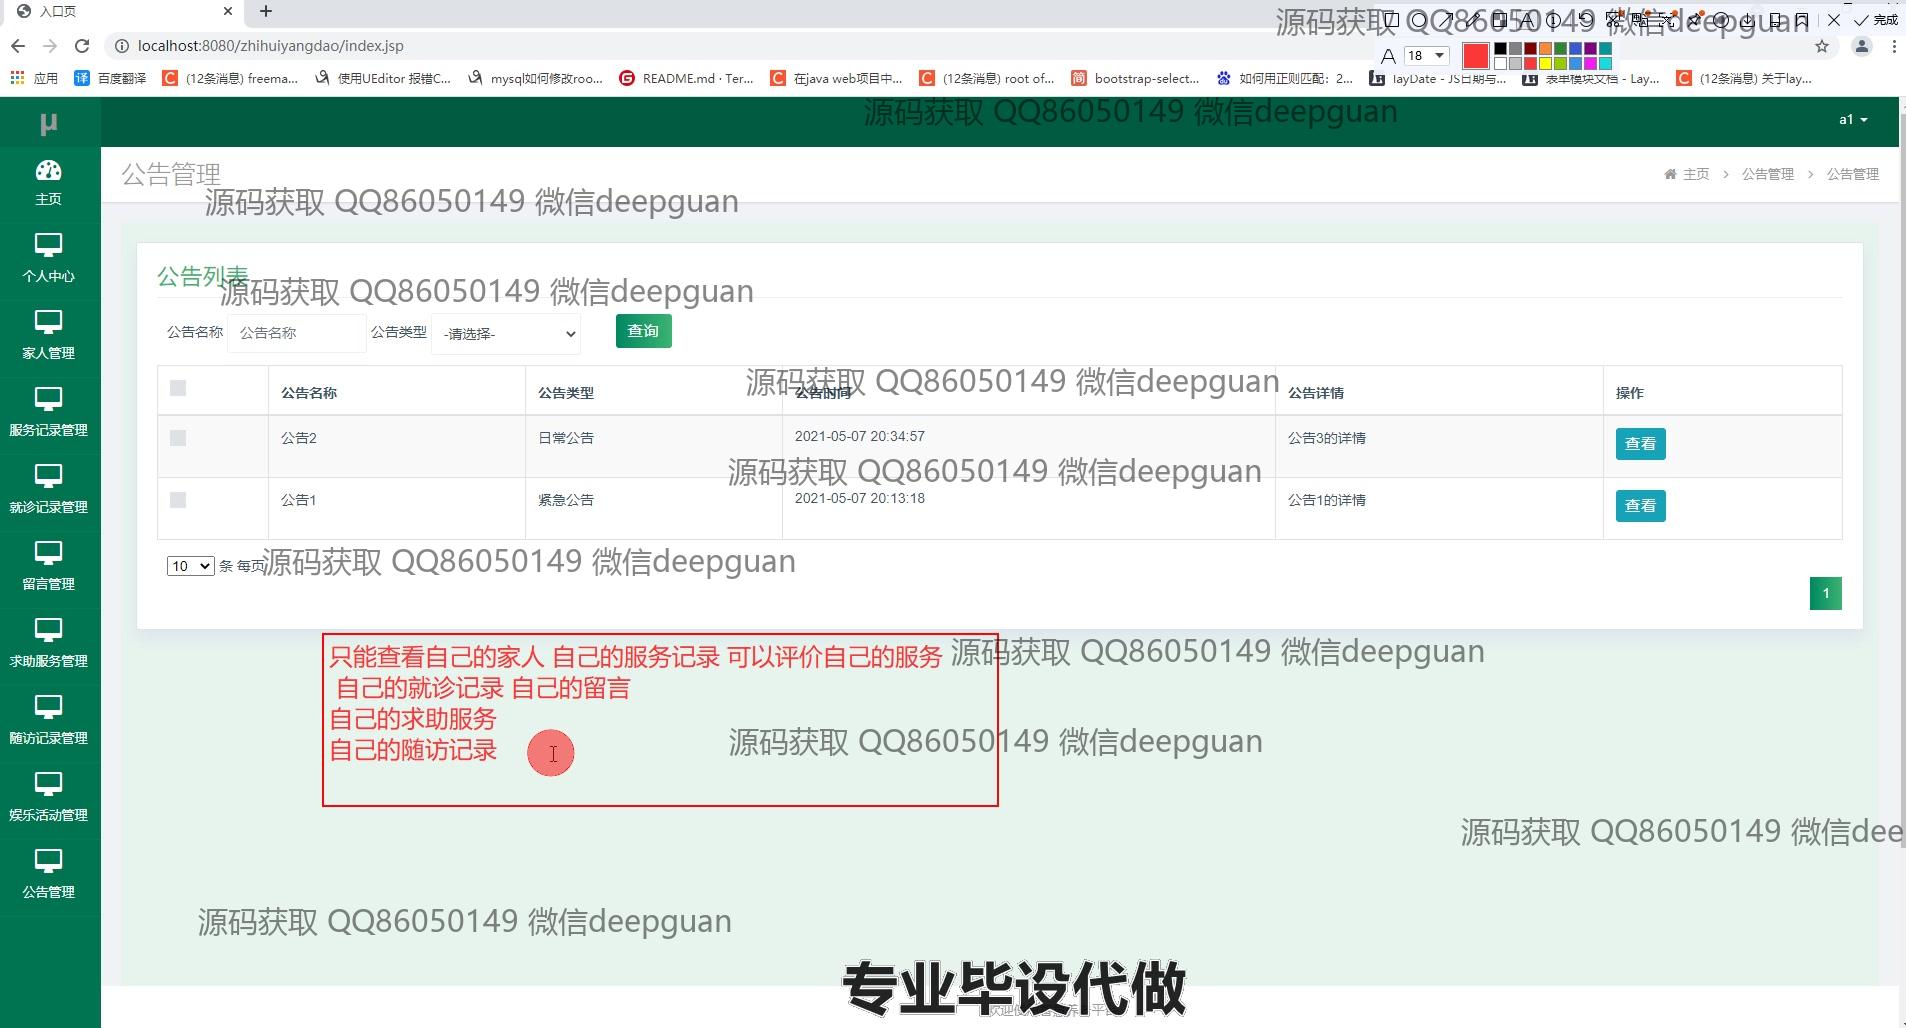 入口页
localhost:8080/zhihuiyangdao/index.jsp
源码获取 QQ86050149 微信deepguan
完成
18
应用
百度翻译
(12条消息) freema...
使用UEditor 报错C...
mysql如何修改roo...
README.md · Ter...
在java web项目中...
(12条消息) root of...
bootstrap-select...
如何用正则匹配：2...
layDate - JS日期与...
表单模块文档 - Lay...
(12条消息) 关于lay...
μ
源码获取 QQ86050149 微信deepguan
a1
主页
个人中心
家人管理
服务记录管理
就诊记录管理
留言管理
求助服务管理
随访记录管理
娱乐活动管理
公告管理
公告管理
主页 > 公告管理 > 公告管理
源码获取 QQ86050149 微信deepguan
公告列表
源码获取 QQ86050149 微信deepguan
公告名称 公告名称 公告类型 -请选择- 查询
源码获取 QQ86050149 微信deepguan
公告名称 公告类型 公告时间 公告详情 操作
公告2 日常公告 2021-05-07 20:34:57 公告3的详情 查看
源码获取 QQ86050149 微信deepguan
公告1 紧急公告 2021-05-07 20:13:18 公告1的详情 查看
10 条 每页
源码获取 QQ86050149 微信deepguan
1
只能查看自己的家人 自己的服务记录 可以评价自己的服务
源码获取 QQ86050149 微信deepguan
自己的就诊记录 自己的留言
自己的求助服务
自己的随访记录
源码获取 QQ86050149 微信deepguan
源码获取 QQ86050149 微信dee
源码获取 QQ86050149 微信deepguan
专业毕设代做